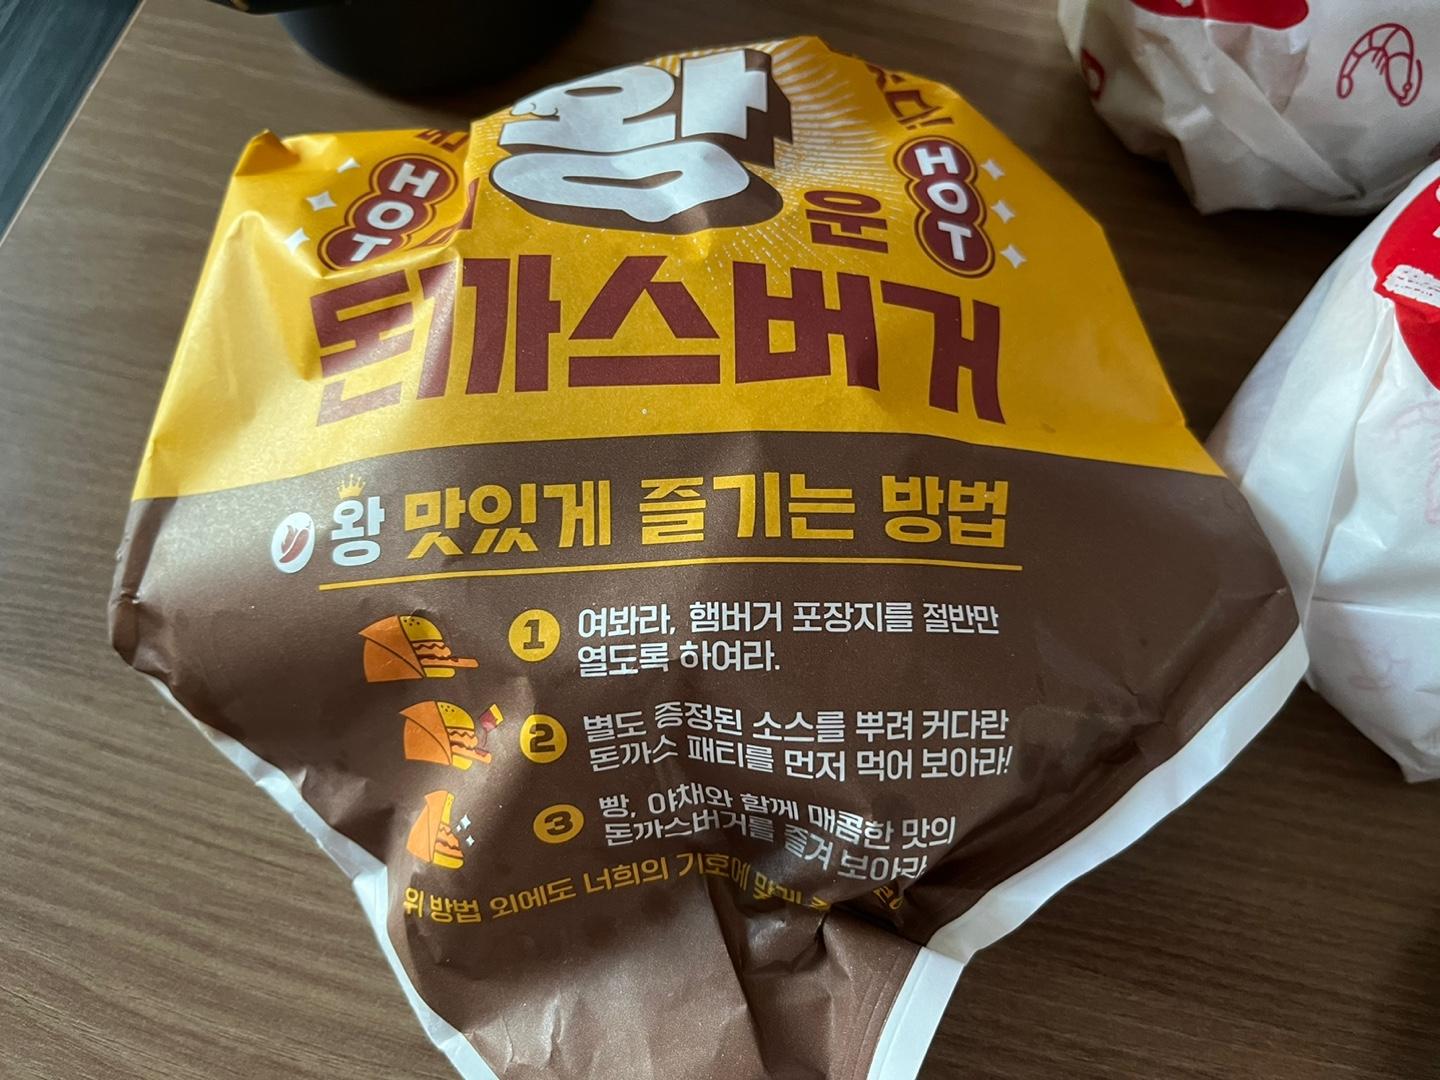 왕
HOT
운
HOT
돈까스버거
왕 맛있게 즐기는 방법
1 여봐라, 햄버거 포장지를 절반만
열도록 하여라.
2 별도 증정된 소스를 뿌려 커다란
돈까스 패티를 먼저 먹어 보아라!
3 빵, 야채와 함께 매콤한 맛의
돈까스버거를 즐겨 보아라
위 방법 외에도 너희의 기호에 맞게